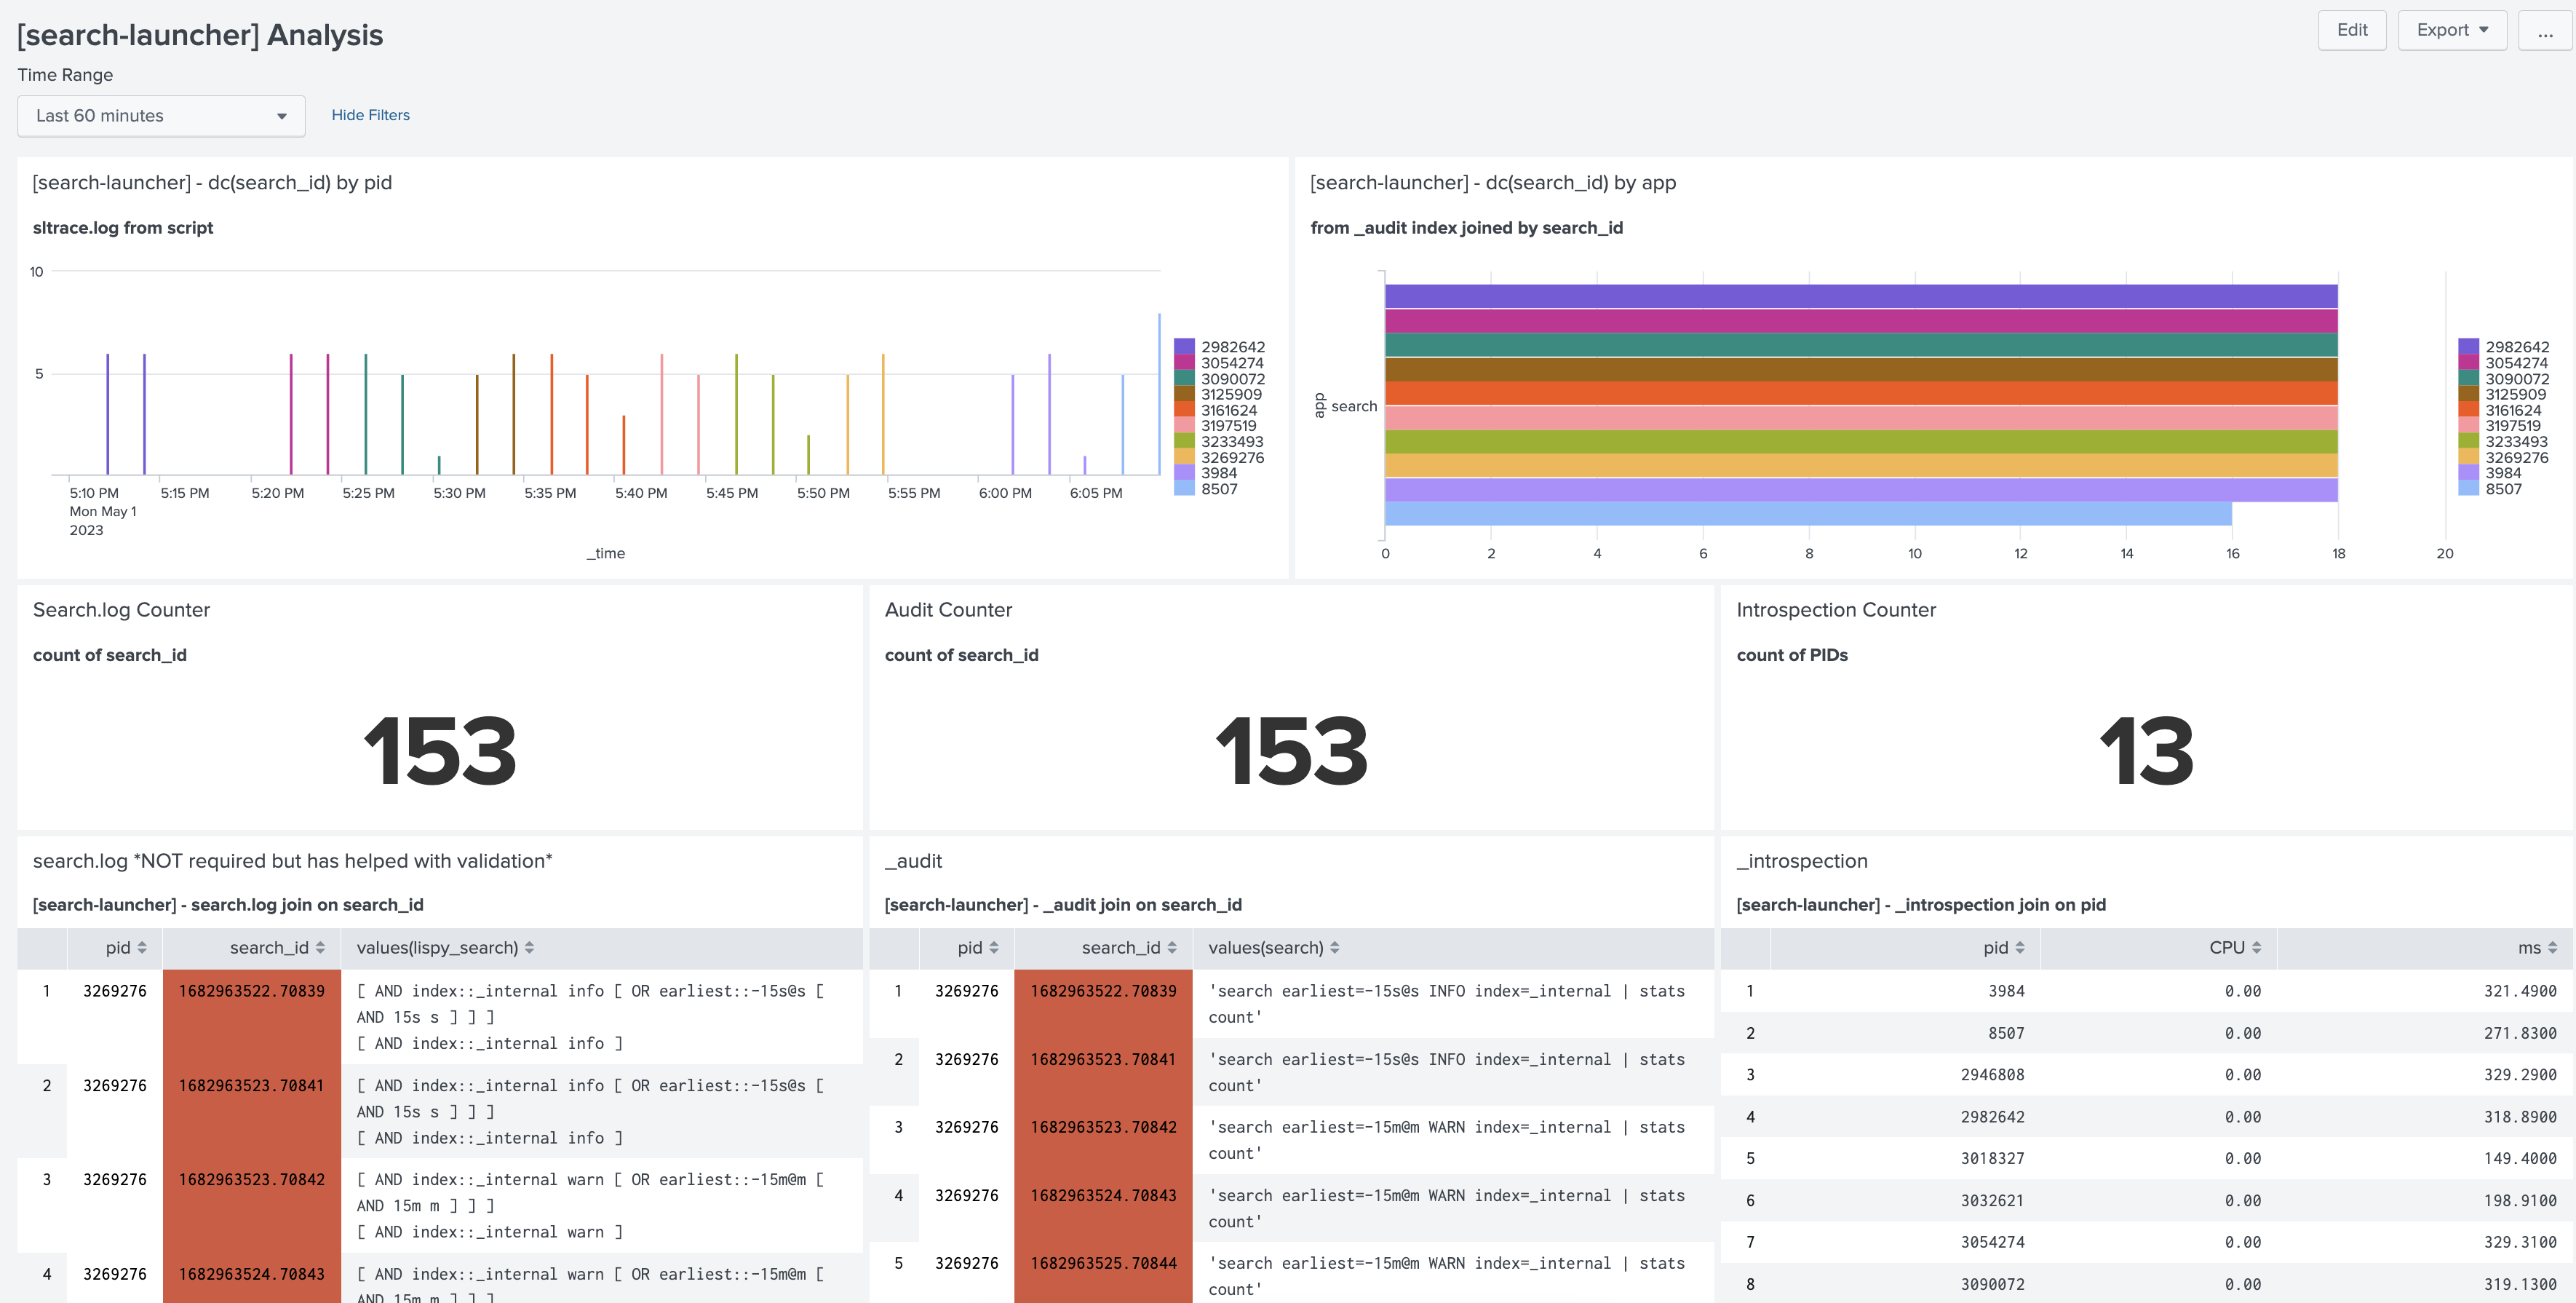 [search-launcher] Analysis
Edit
Export
...
Time Range
Last 60 minutes
Hide Filters
[search-launcher] - dc(search_id) by pid
sltrace.log from script
10
5
5:10 PM
Mon May 1
2023
5:15 PM
5:20 PM
5:25 PM
5:30 PM
5:35 PM
5:40 PM
5:45 PM
5:50 PM
5:55 PM
6:00 PM
6:05 PM
_time
2982642
3054274
3090072
3125909
3161624
3197519
3233493
3269276
3984
8507
[search-launcher] - dc(search_id) by app
from _audit index joined by search_id
app
search
0
2
4
6
8
10
12
14
16
18
20
2982642
3054274
3090072
3125909
3161624
3197519
3233493
3269276
3984
8507
Search.log Counter
count of search_id
153
Audit Counter
count of search_id
153
Introspection Counter
count of PIDs
13
search.log *NOT required but has helped with validation*
[search-launcher] - search.log join on search_id
pid search_id values(lispy_search)
1 3269276 1682963522.70839 [ AND index::_internal info [ OR earliest::-15s@s [
AND 15s s ] ] ]
[ AND index::_internal info ]
2 3269276 1682963523.70841 [ AND index::_internal info [ OR earliest::-15s@s [
AND 15s s ] ] ]
[ AND index::_internal info ]
3 3269276 1682963523.70842 [ AND index::_internal warn [ OR earliest::-15m@m [
AND 15m m ] ] ]
[ AND index::_internal warn ]
4 3269276 1682963524.70843 [ AND index::_internal warn [ OR earliest::-15m@m [
AND 15m m ] ] ]
_audit
[search-launcher] - _audit join on search_id
pid search_id values(search)
1 3269276 1682963522.70839 'search earliest=-15s@s INFO index=_internal | stats
count'
2 3269276 1682963523.70841 'search earliest=-15s@s INFO index=_internal | stats
count'
3 3269276 1682963523.70842 'search earliest=-15m@m WARN index=_internal | stats
count'
4 3269276 1682963524.70843 'search earliest=-15m@m WARN index=_internal | stats
count'
5 3269276 1682963525.70844 'search earliest=-15m@m WARN index=_internal | stats
count'
_introspection
[search-launcher] - _introspection join on pid
pid CPU ms
1 3984 0.00 321.4900
2 8507 0.00 271.8300
3 2946808 0.00 329.2900
4 2982642 0.00 318.8900
5 3018327 0.00 149.4000
6 3032621 0.00 198.9100
7 3054274 0.00 329.3100
8 3090072 0.00 319.1300